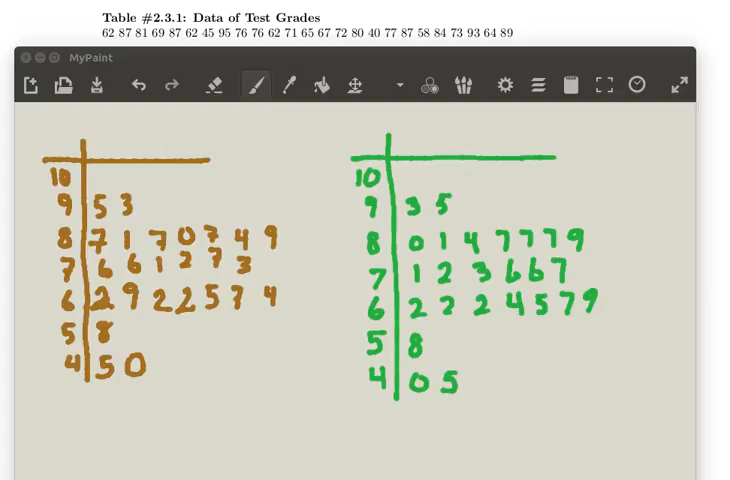 Table #2.3.1: Data of Test Grades
62 87 81 69 87 62 45 95 76 76 62 71 65 67 72 80 40 77 87 58 84 73 93 64 89
MyPaint
10
9 5 3
8 7 1 7 0 7 4 9
7 6 6 1 2 7 3
6 2 9 2 2 5 7 4
5 8
4 5 0
10
9 3 5
8 0 1 4 7 7 7 9
7 1 2 3 6 6 7
6 2 2 2 4 5 7 9
5 8
4 0 5